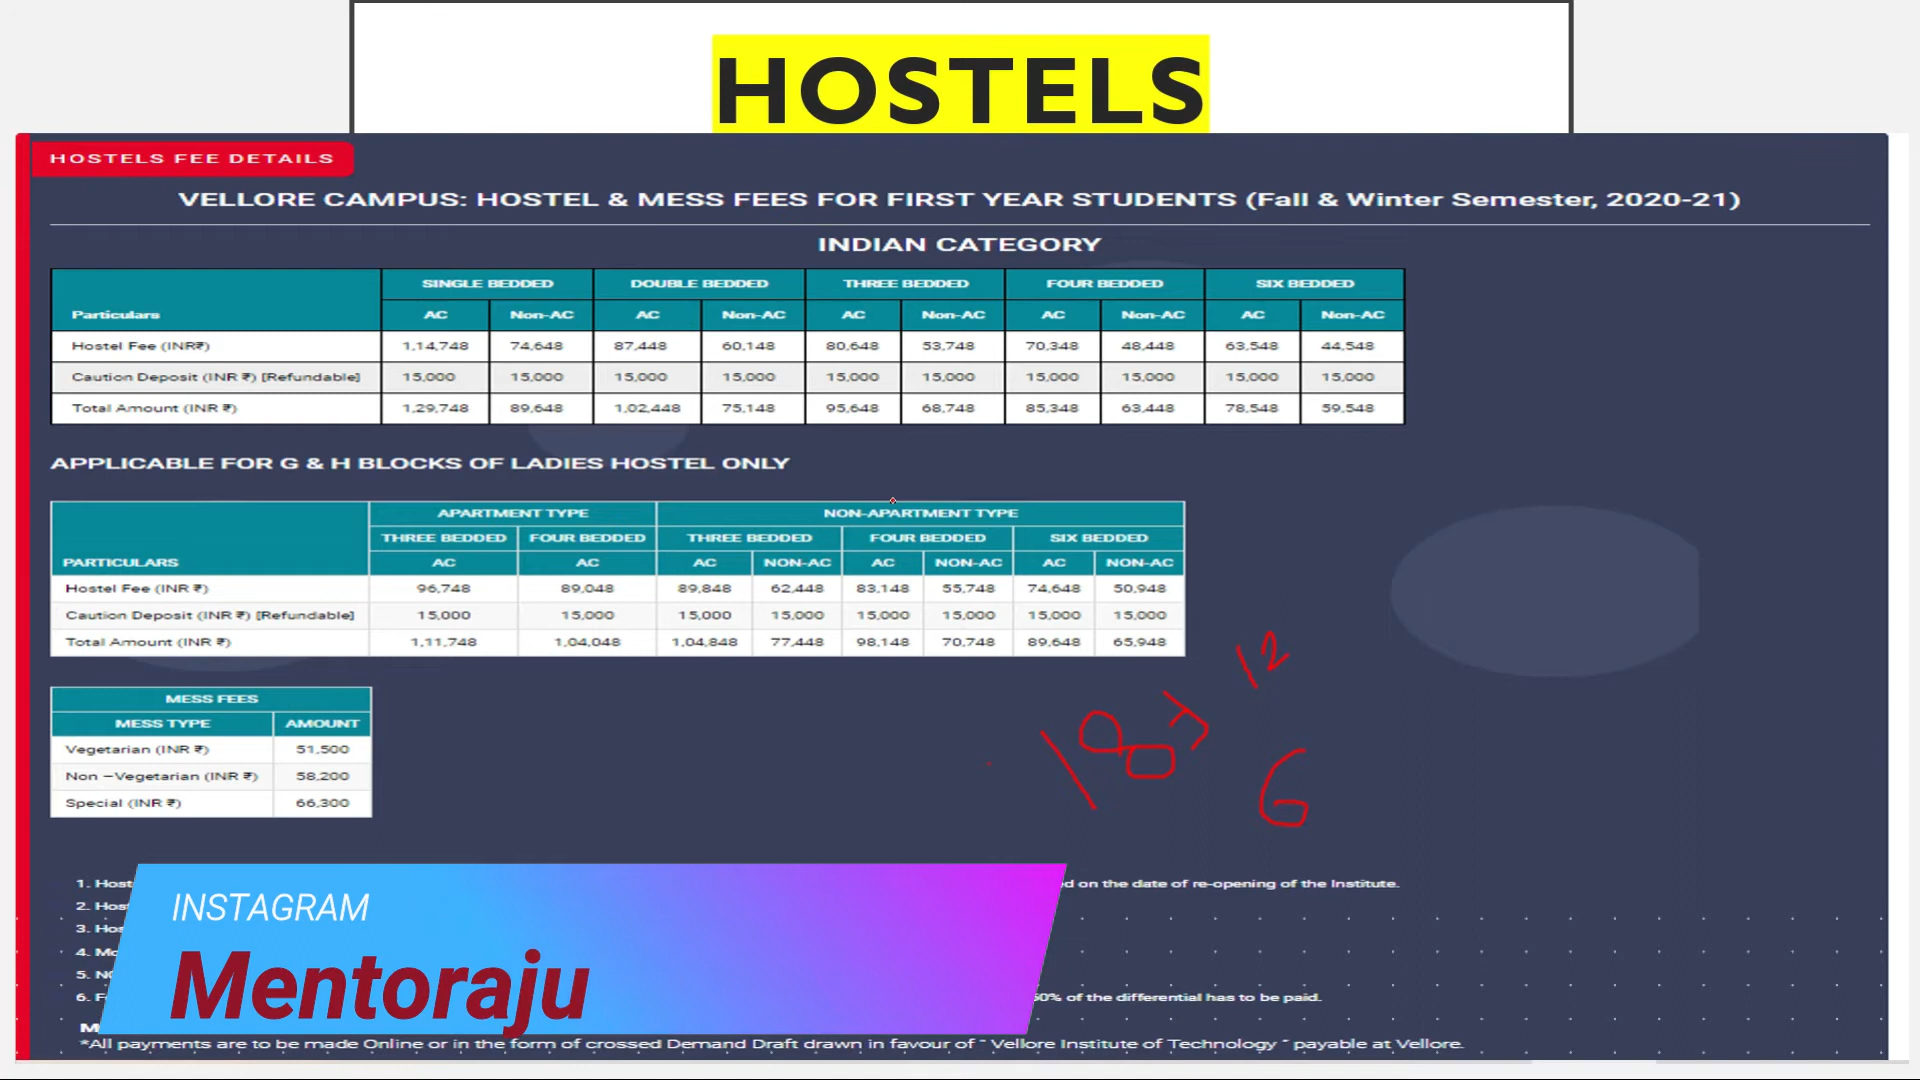 HOSTELS
HOSTELS FEE DETAILS
VELLORE CAMPUS: HOSTEL & MESS FEES FOR FIRST YEAR STUDENTS (Fall & Winter Semester, 2020-21)
INDIAN CATEGORY
SINGLE BEDDED DOUBLE BEDDED THREE BEDDED FOUR BEDDED SIX BEDDED
Particulars AC Non-AC AC Non-AC AC Non-AC AC Non-AC AC Non-AC
Hostel Fee (INR₹) 1,14,748 74,648 87,448 60,148 80,648 53,748 70,348 48,448 63,548 44,548
Caution Deposit (INR ₹) [Refundable] 15,000 15,000 15,000 15,000 15,000 15,000 15,000 15,000 15,000 15,000
Total Amount (INR ₹) 1,29,748 89,648 1,02,448 75,148 95,648 68,748 85,348 63,448 78,548 59,548
APPLICABLE FOR G & H BLOCKS OF LADIES HOSTEL ONLY
APARTMENT TYPE NON-APARTMENT TYPE
THREE BEDDED FOUR BEDDED THREE BEDDED FOUR BEDDED SIX BEDDED
PARTICULARS AC AC AC NON-AC AC NON-AC AC NON-AC
Hostel Fee (INR ₹) 96,748 89,048 89,848 62,448 83,148 55,748 74,648 50,948
Caution Deposit (INR ₹) [Refundable] 15,000 15,000 15,000 15,000 15,000 15,000 15,000 15,000
Total Amount (INR ₹) 1,11,748 1,04,048 1,04,848 77,448 98,148 70,748 89,648 65,948
12
6
MESS FEES
MESS TYPE AMOUNT
Vegetarian (INR ₹) 51,500
Non –Vegetarian (INR ₹) 58,200
Special (INR ₹) 66,300
1. Host d on the date of re-opening of the Institute.
2. Hos
3. Hos
4. Mo
5. NO
6. F 50% of the differential has to be paid.
INSTAGRAM
Mentoraju
*All payments are to be made Online or in the form of crossed Demand Draft drawn in favour of " Vellore Institute of Technology " payable at Vellore.